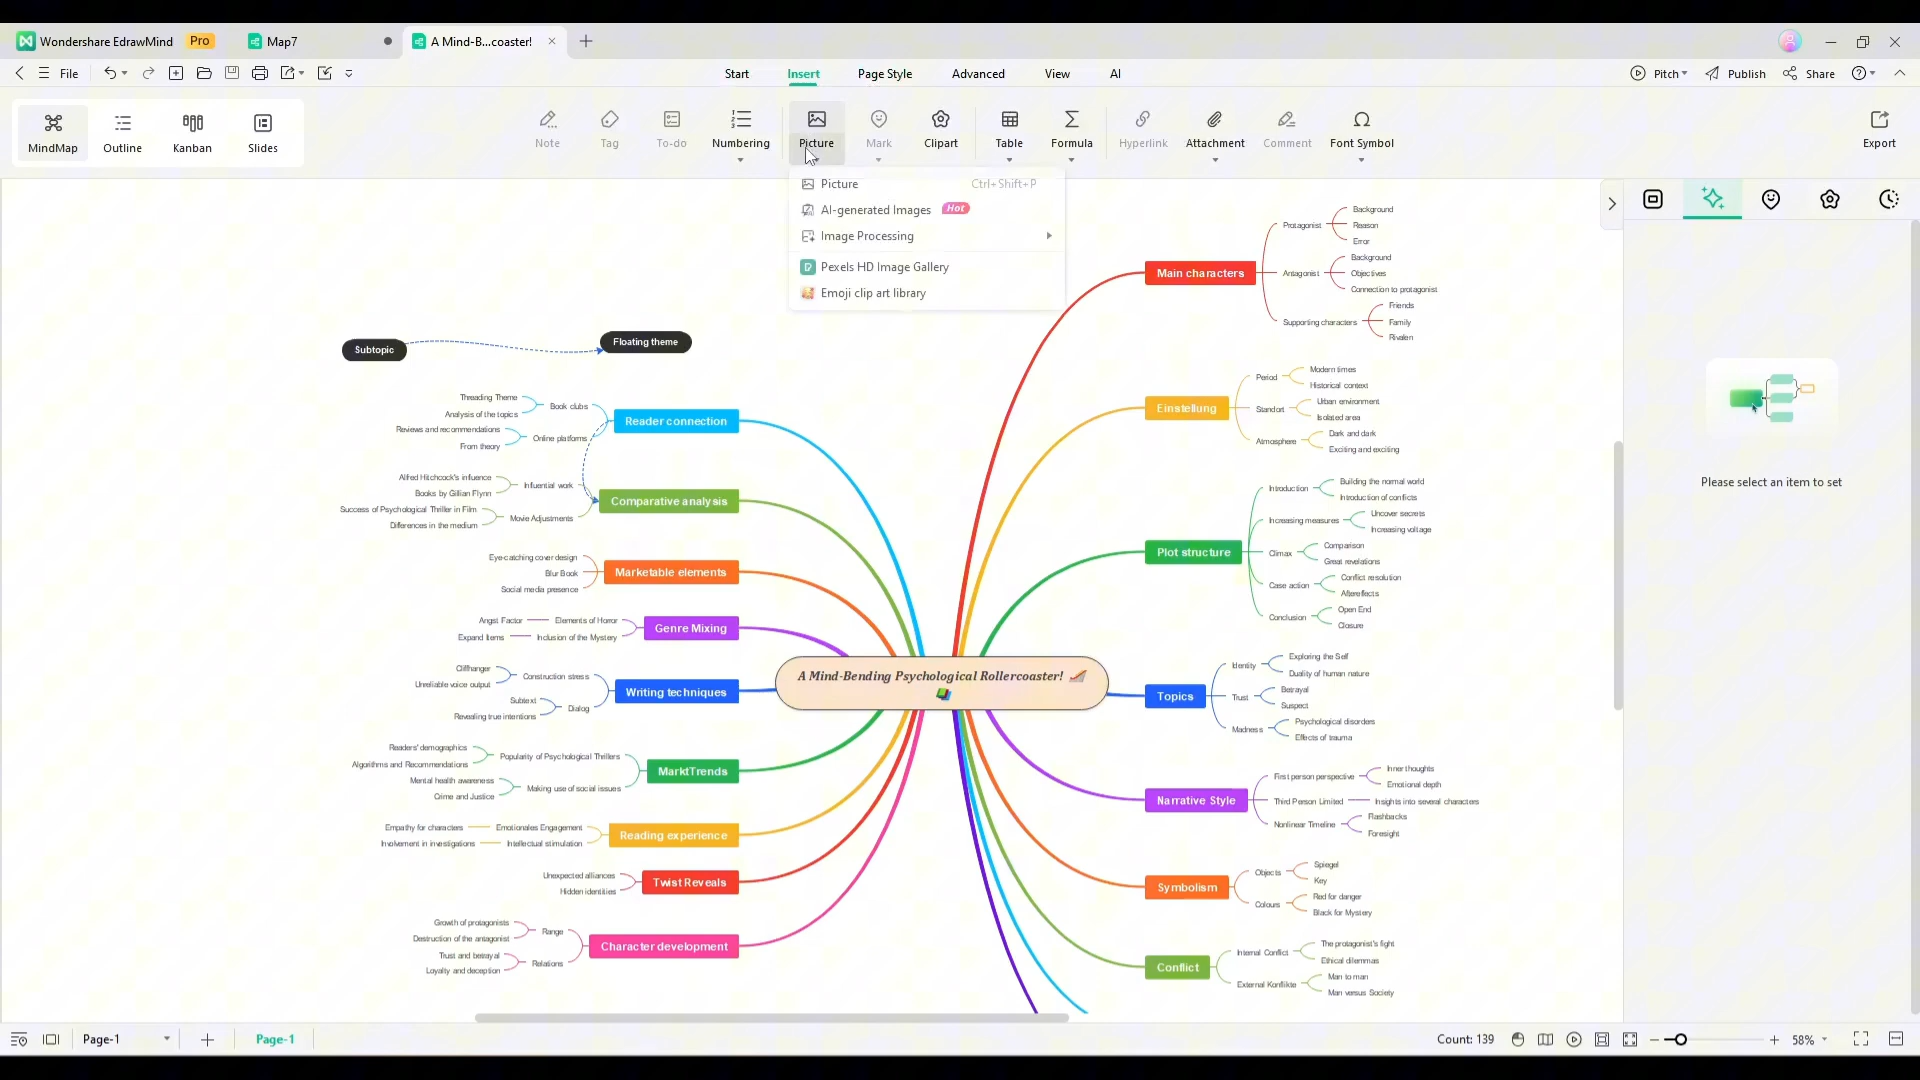 Wondershare EdrawMind Pro
Map7
A Mind-B...coaster!
File
Start
Insert
Page Style
Advanced
View
AI
Pitch
Publish
Share
MindMap
Outline
Kanban
Slides
Note
Tag
To-do
Numbering
Picture
Mark
Clipart
Table
Formula
Hyperlink
Attachment
Comment
Font Symbol
Export
Picture Ctrl+Shift+P
AI-generated Images Hot
Image Processing
Pexels HD Image Gallery
Emoji clip art library
Subtopic
Floating theme
Reader connection
Book clubs
Threading Theme
Analysis of the topics
Online platforms
Reviews and recommendations
From theory
Comparative analysis
Influential work
Alfred Hitchcock's influence
Books by Gillian Flynn
Movie Adjustments
Success of Psychological Thriller in Film
Differences in the medium
Marketable elements
Eye-catching cover design
Blur Book
Social media presence
Genre Mixing
Elements of Horror
Angst Factor
Inclusion of the Mystery
Expand Items
Writing techniques
Construction stress
Cliffhanger
Unreliable voice output
Dialog
Subtext
Revealing true intentions
MarktTrends
Popularity of Psychological Thrillers
Readers' demographics
Algorithms and Recommendations
Making use of social issues
Mental health awareness
Crime and Justice
Reading experience
Emotionales Engagement
Empathy for characters
Intellectual stimulation
Involvement in investigations
Twist Reveals
Unexpected alliances
Hidden identities
Character development
Range
Growth of protagonists
Destruction of the antagonist
Relations
Trust and betrayal
Loyalty and deception
A Mind-Bending Psychological Rollercoaster!
Main characters
Protagonist
Background
Reason
Error
Antagonist
Background
Objectives
Connection to protagonist
Supporting characters
Friends
Family
Rivalen
Einstellung
Period
Modern times
Historical context
Standort
Urban environment
Isolated area
Atmosphere
Dark and dark
Exciting and exciting
Plot structure
Introduction
Building the normal world
Introduction of conflicts
Increasing measures
Uncover secrets
Increasing voltage
Climax
Comparison
Great revelations
Case action
Conflict resolution
Aftereffects
Conclusion
Open End
Closure
Topics
Identity
Exploring the Self
Duality of human nature
Trust
Betrayal
Suspect
Madness
Psychological disorders
Effects of trauma
Narrative Style
First person perspective
Inner thoughts
Emotional depth
Third Person Limited
Insights into several characters
Nonlinear Timeline
Flashbacks
Foresight
Symbolism
Objects
Spiegel
Key
Colours
Red for danger
Black for Mystery
Conflict
Internal Conflict
The protagonist's fight
Ethical dilemmas
External Konflikte
Man to man
Man versus Society
Please select an item to set
Page-1
Page-1
Count: 139
58%